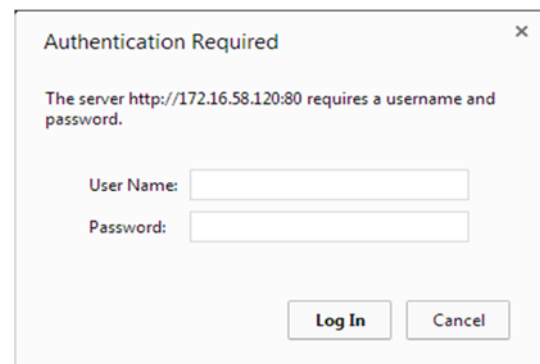 Authentication Required
The server http://172.16.58.120:80 requires a username and
password.
User Name:
Password:
Log In Cancel